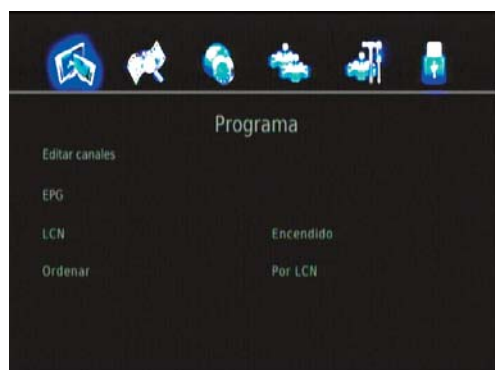 Programa
Editar canales
EPG
LCN Encendido
Ordenar Por LCN